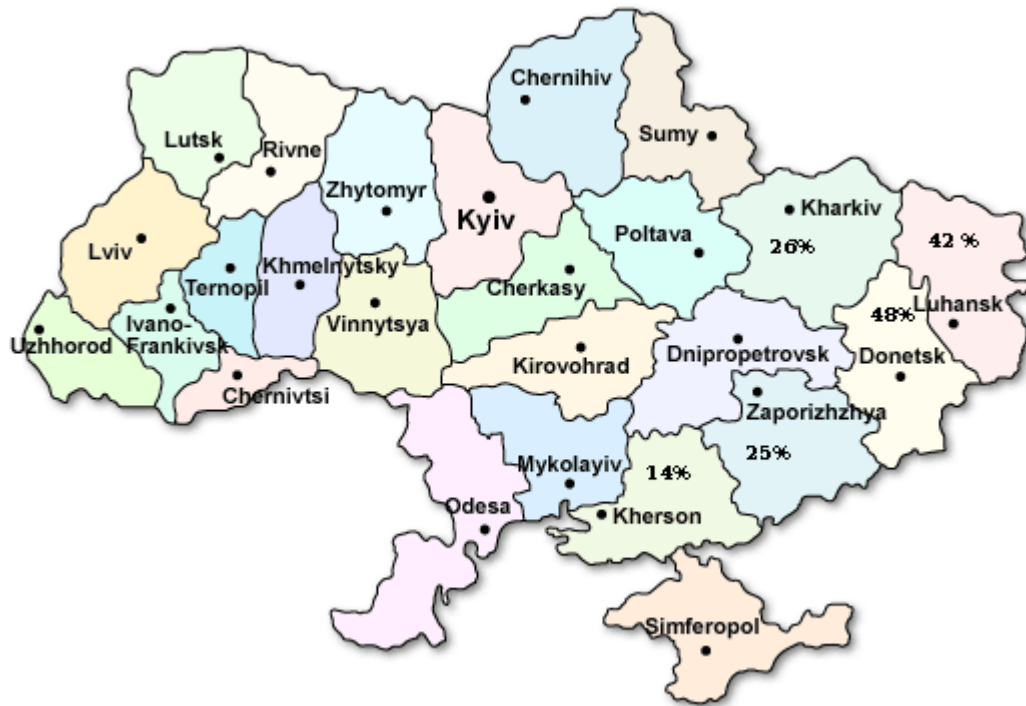 Chernihiv
Sumy
Lutsk
Rivne
Zhytomyr
Kyiv
Kharkiv
26%
42 %
Poltava
Lviv
Khmelnytsky
Ternopil
Cherkasy
Vinnytsya
Luhansk
48%
Donetsk
Ivano-
Frankivsk
Uzhhorod
Kirovohrad
Dnipropetrovsk
Chernivtsi
Zaporizhzhya
25%
Mykolayiv
14%
Odesa
Kherson
Simferopol